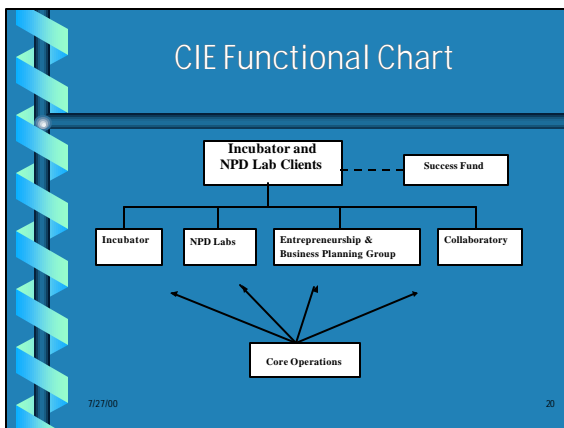 CIE Functional Chart
Incubator and
NPD Lab Clients
Success Fund
Incubator
NPD Labs
Entrepreneurship &
Business Planning Group
Collaboratory
Core Operations
7/27/00
20